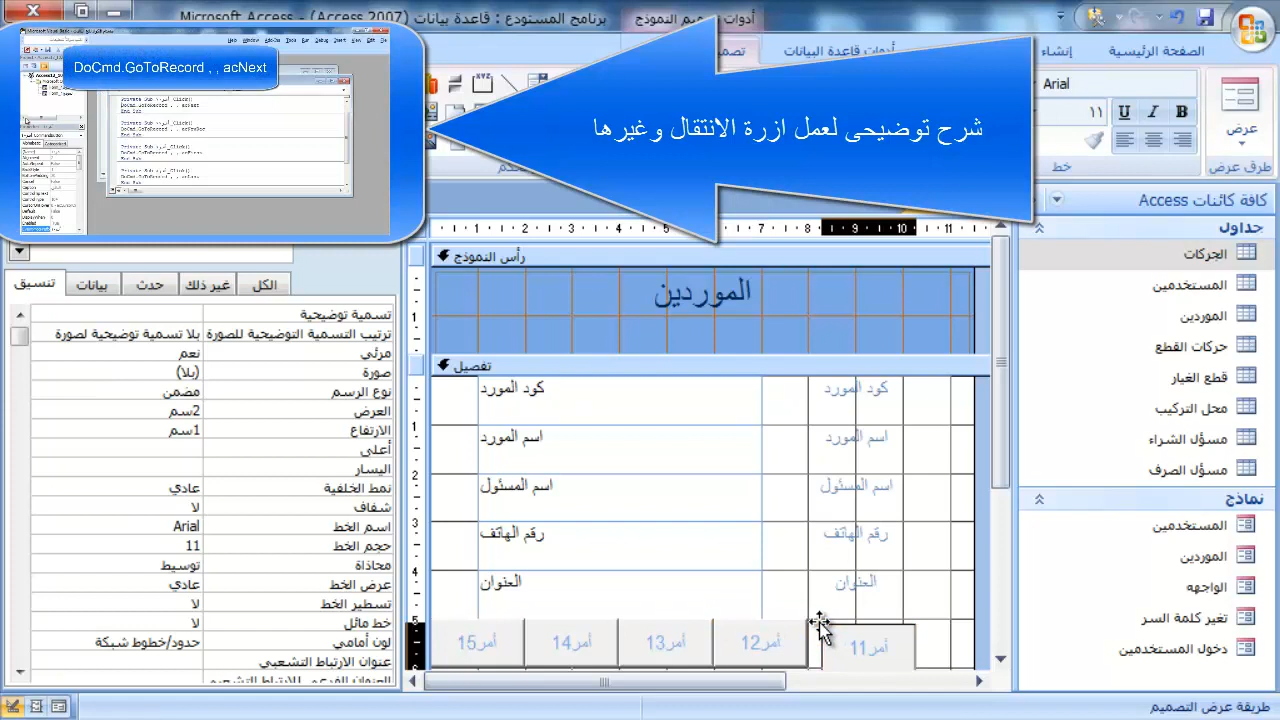 أدوات تصميم النموذج
برنامج المستودع : قاعدة بيانات (Access 2007) - Microsoft Access
الصفحة الرئيسية
إنشاء
أدوات قاعدة البيانات
عرض
طرق عرض
Arial
١١
خط
DoCmd.GoToRecord , , acNext
شرح توضيحى لعمل ازرة الانتقال وغيرها
كافة كائنات Access
جداول
الحركات
المستخدمين
الموردين
حركات القطع
قطع الغيار
محل التركيب
مسؤل الشراء
مسؤل الصرف
نماذج
المستخدمين
الموردين
الواجهه
تغير كلمة السر
دخول المستخدمين
رأس النموذج
الموردين
تفصيل
كود المورد
كود المورد
اسم المورد
اسم المورد
اسم المسئول
اسم المسئول
رقم الهاتف
رقم الهاتف
العنوان
العنوان
أمر11
أمر12
أمر13
أمر14
أمر15
تنسيق
بيانات
حدث
غير ذلك
الكل
تسمية توضيحية
ترتيب التسمية التوضيحية للصورة بلا تسمية توضيحية لصورة
مرئي نعم
صورة (بلا)
نوع الرسم مضمن
العرض 2سم
الارتفاع 1سم
أعلى
اليسار
نمط الخلفية عادي
شفاف لا
اسم الخط Arial
حجم الخط 11
محاذاة توسيط
عرض الخط عادي
تسطير الخط لا
خط مائل لا
لون أمامي حدود/خطوط شبكة
عنوان الارتباط التشعبي
طريقة عرض التصميم